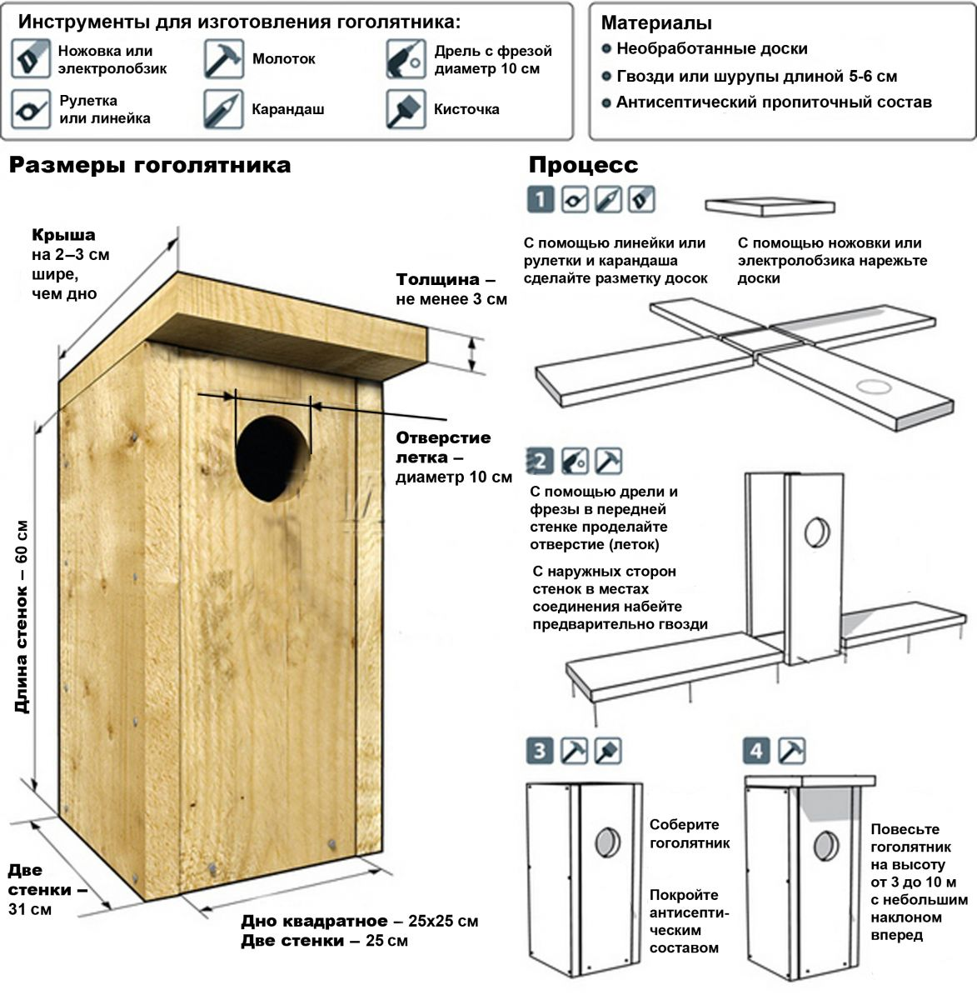 Инструменты для изготовления гоголятника:
Ножовка или
электролобзик
Молоток
Дрель с фрезой
диаметр 10 см
Рулетка
или линейка
Карандаш
Кисточка
Материалы
Необработанные доски
Гвозди или шурупы длиной 5-6 см
Антисептический пропиточный состав
Размеры гоголятника
Крыша
на 2–3 см
шире,
чем дно
Толщина –
не менее 3 см
Отверстие
летка –
диаметр 10 см
Длина стенок – 60 см
Две
стенки –
31 см
Дно квадратное – 25x25 см
Две стенки – 25 см
Процесс
1
С помощью линейки или
рулетки и карандаша
сделайте разметку досок
С помощью ножовки или
электролобзика нарежьте
доски
2
С помощью дрели и
фрезы в передней
стенке проделайте
отверстие (леток)
С наружных сторон
стенок в местах
соединения набейте
предварительно гвозди
3
Соберите
гоголятник
Покройте
антисепти-
ческим
составом
4
Повесьте
гоголятник
на высоту
от 3 до 10 м
с небольшим
наклоном
вперед